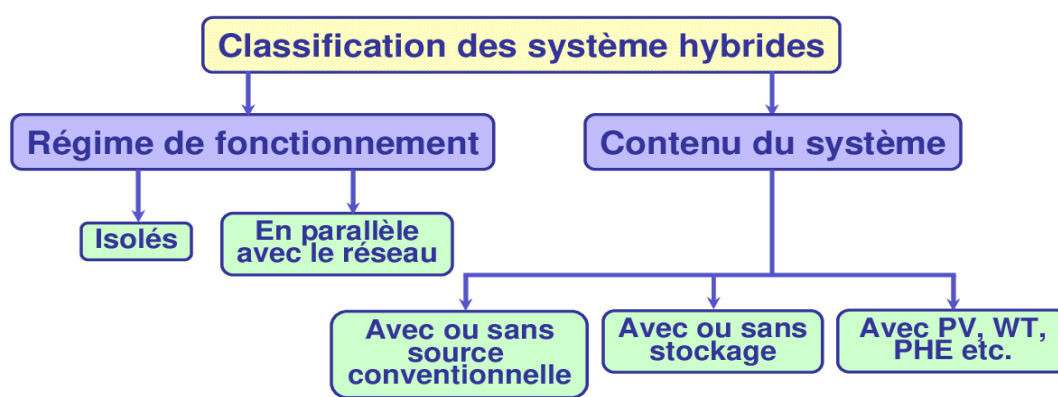 Classification des système hybrides
Régime de fonctionnement
Contenu du système
Isolés
En parallèle
avec le réseau
Avec ou sans
source
conventionnelle
Avec ou sans
stockage
Avec PV, WT,
PHE etc.